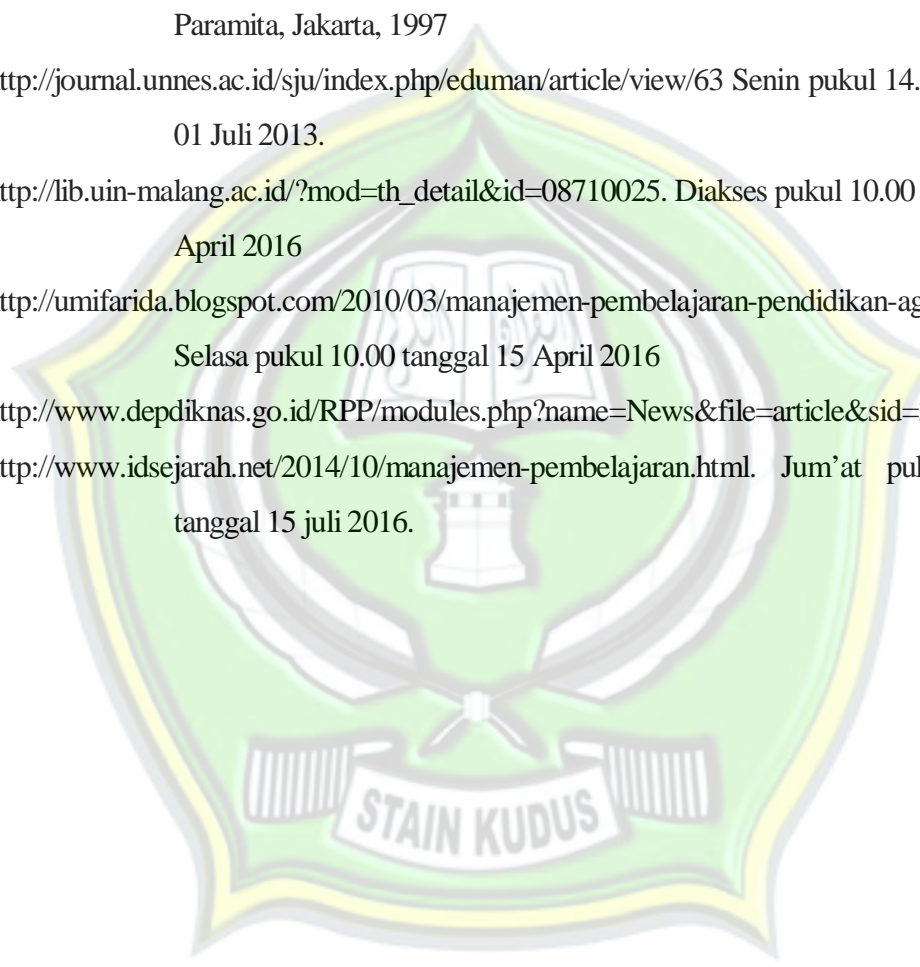 Paramita, Jakarta, 1997
ttp://journal.unnes.ac.id/sju/index.php/eduman/article/view/63 Senin pukul 14.
01 Juli 2013.
ttp://lib.uin-malang.ac.id/?mod=th_detail&id=08710025. Diakses pukul 10.00
April 2016
ttp://umifarida.blogspot.com/2010/03/manajemen-pembelajaran-pendidikan-ag
Selasa pukul 10.00 tanggal 15 April 2016
ttp://www.depdiknas.go.id/RPP/modules.php?name=News&file=article&sid=
ttp://www.idsejarah.net/2014/10/manajemen-pembelajaran.html. Jum’at pu
tanggal 15 juli 2016.
STAIN KUDUS